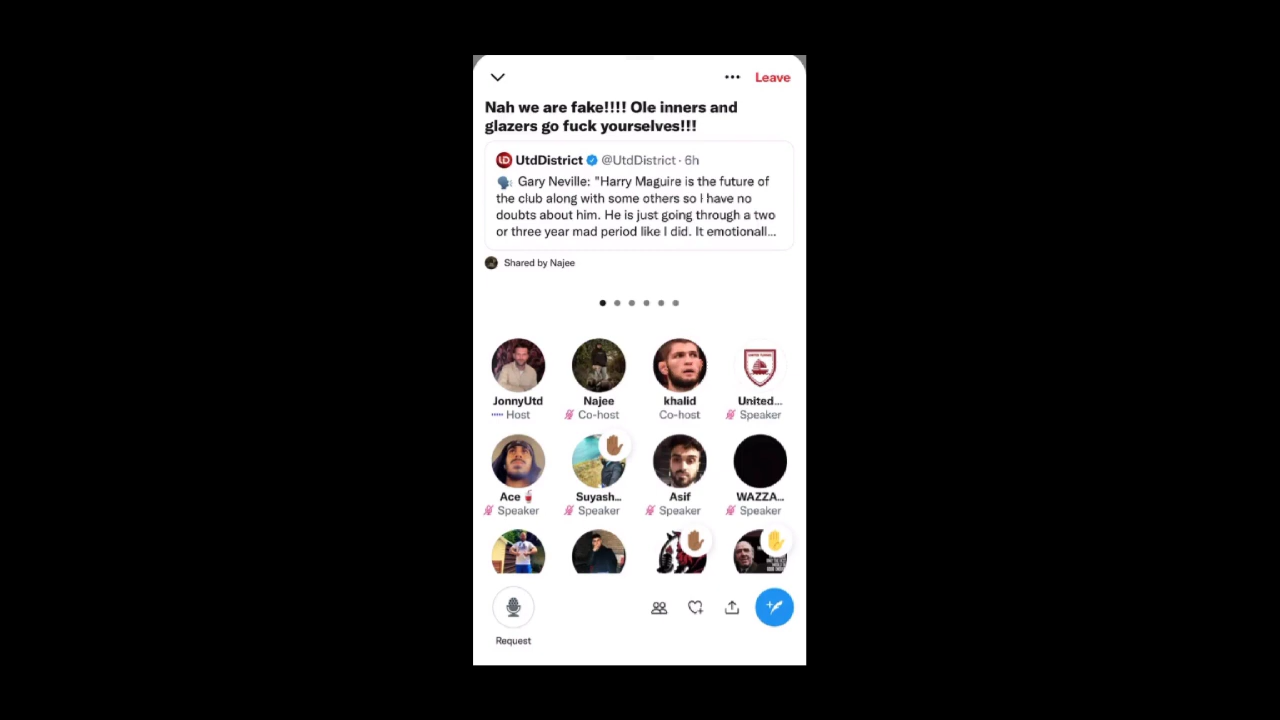 Leave
Nah we are fake!!!! Ole inners and
glazers go fuck yourselves!!!
UtdDistrict @UtdDistrict · 6h
🗣️ Gary Neville: "Harry Maguire is the future of
the club along with some others so I have no
doubts about him. He is just going through a two
or three year mad period like I did. It emotionall...
Shared by Najee
JonnyUtd Najee khalid United...
Host Co-host Co-host Speaker
Ace🥤 Suyash... Asif WAZZA...
Speaker Speaker Speaker Speaker
Request